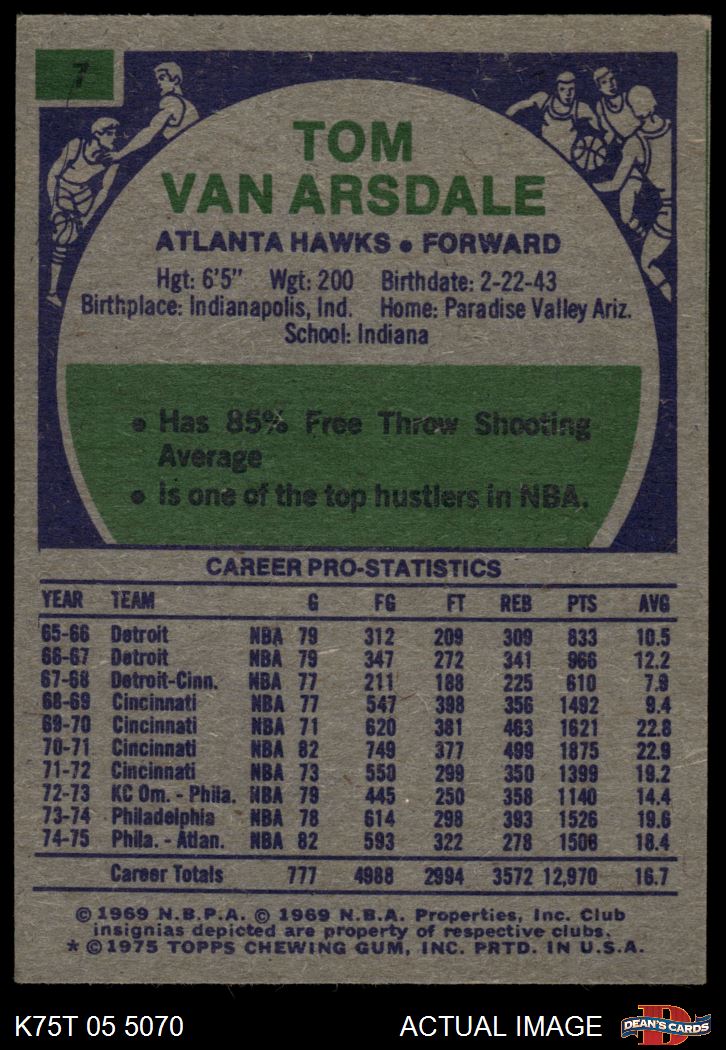 7
TOM
VAN ARSDALE
ATLANTA HAWKS • FORWARD
Hgt: 6'5" Wgt: 200 Birthdate: 2-22-43
Birthplace: Indianapolis, Ind. Home: Paradise Valley Ariz.
School: Indiana
• Has 85% Free Throw Shooting
Average
• Is one of the top hustlers in NBA.
CAREER PRO-STATISTICS
YEAR TEAM G FG FT REB PTS AVG
65-66 Detroit NBA 79 312 209 309 833 10.5
66-67 Detroit NBA 79 347 272 341 966 12.2
67-68 Detroit-Cinn. NBA 77 211 188 225 610 7.9
68-69 Cincinnati NBA 77 547 398 356 1492 9.4
69-70 Cincinnati NBA 71 620 381 463 1621 22.8
70-71 Cincinnati NBA 82 749 377 499 1875 22.9
71-72 Cincinnati NBA 73 550 299 350 1399 19.2
72-73 KC Om. - Phila. NBA 79 445 250 358 1140 14.4
73-74 Philadelphia NBA 78 614 298 393 1526 19.6
74-75 Phila. - Atlan. NBA 82 593 322 278 1506 18.4
Career Totals 777 4988 2994 3572 12,970 16.7
© 1969 N.B.P.A. © 1969 N.B.A. Properties, Inc. Club
insignias depicted are property of respective clubs.
* © 1975 TOPPS CHEWING GUM, INC. PRTD. IN U.S.A.
K75T 05 5070 ACTUAL IMAGE D DEAN'S CARDS